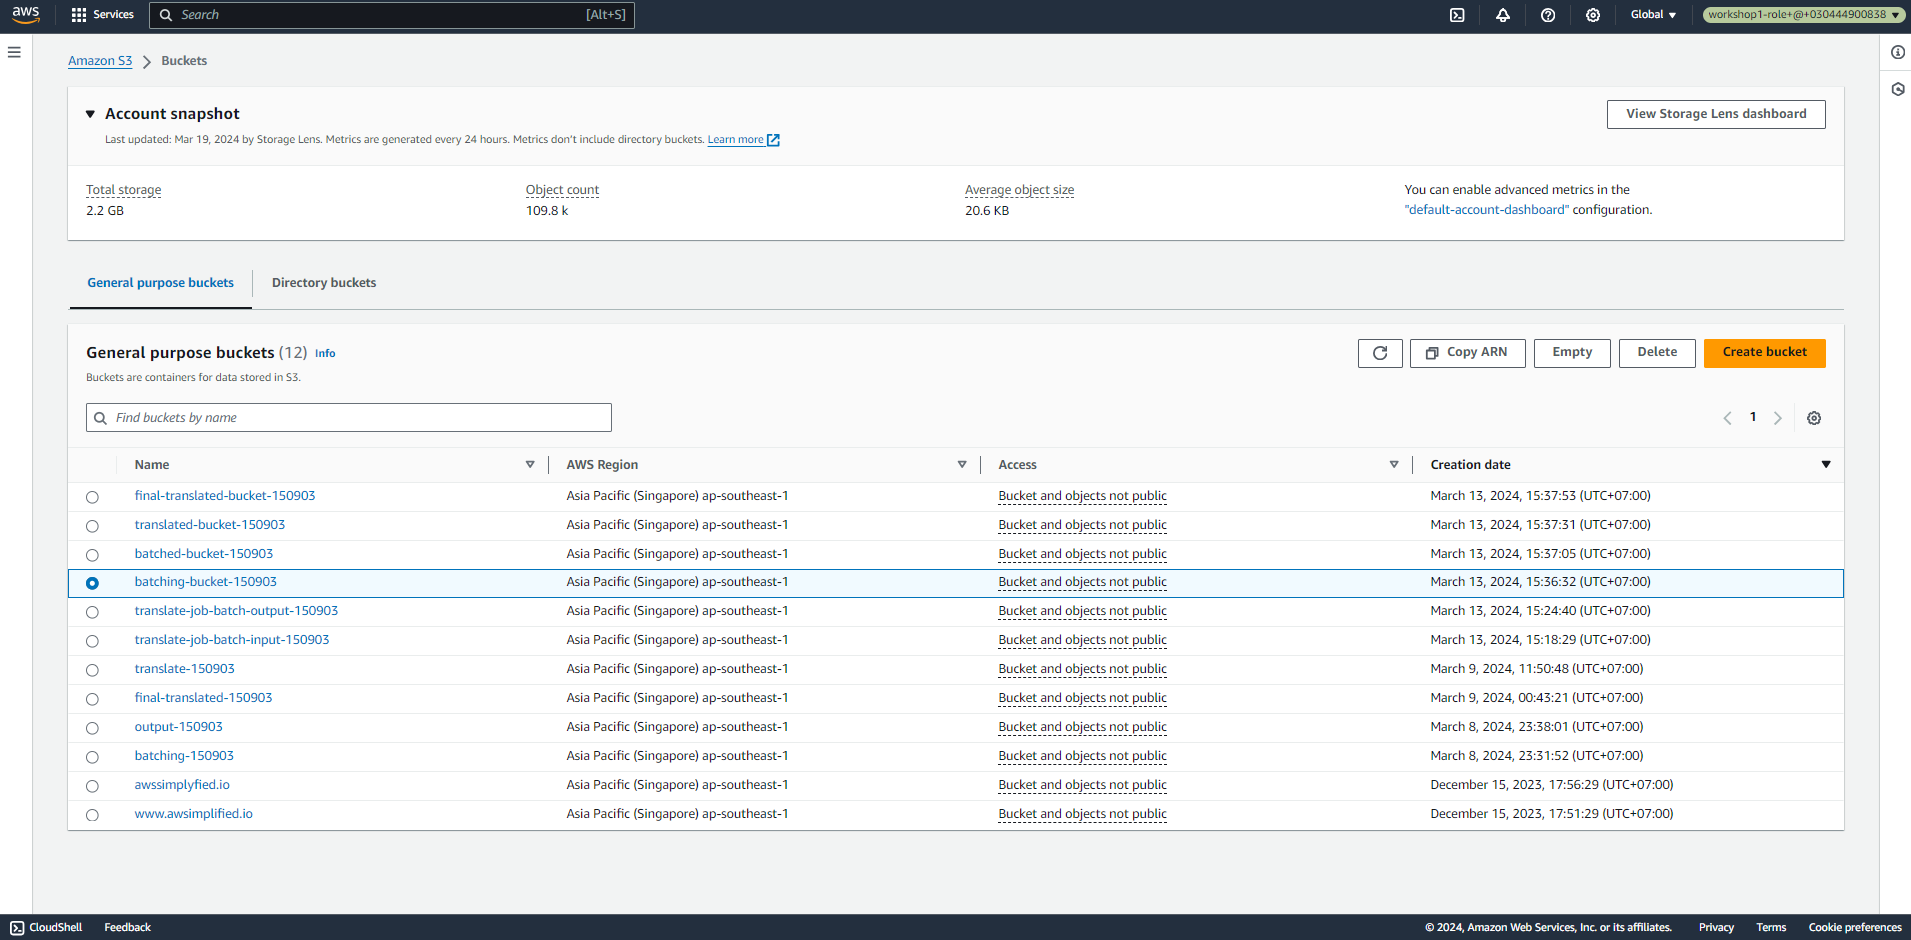 aws Services Search [Alt+S] Global workshop1-role+@+030444900838
Amazon S3 Buckets
Account snapshot
View Storage Lens dashboard
Last updated: Mar 19, 2024 by Storage Lens. Metrics are generated every 24 hours. Metrics don't include directory buckets. Learn more
Total storage Object count Average object size You can enable advanced metrics in the
2.2 GB 109.8 k 20.6 KB "default-account-dashboard" configuration.
General purpose buckets Directory buckets
General purpose buckets (12) Info Copy ARN Empty Delete Create bucket
Buckets are containers for data stored in S3.
Find buckets by name 1
Name AWS Region Access Creation date
final-translated-bucket-150903 Asia Pacific (Singapore) ap-southeast-1 Bucket and objects not public March 13, 2024, 15:37:53 (UTC+07:00)
translated-bucket-150903 Asia Pacific (Singapore) ap-southeast-1 Bucket and objects not public March 13, 2024, 15:37:31 (UTC+07:00)
batched-bucket-150903 Asia Pacific (Singapore) ap-southeast-1 Bucket and objects not public March 13, 2024, 15:37:05 (UTC+07:00)
batching-bucket-150903 Asia Pacific (Singapore) ap-southeast-1 Bucket and objects not public March 13, 2024, 15:36:32 (UTC+07:00)
translate-job-batch-output-150903 Asia Pacific (Singapore) ap-southeast-1 Bucket and objects not public March 13, 2024, 15:24:40 (UTC+07:00)
translate-job-batch-input-150903 Asia Pacific (Singapore) ap-southeast-1 Bucket and objects not public March 13, 2024, 15:18:29 (UTC+07:00)
translate-150903 Asia Pacific (Singapore) ap-southeast-1 Bucket and objects not public March 9, 2024, 11:50:48 (UTC+07:00)
final-translated-150903 Asia Pacific (Singapore) ap-southeast-1 Bucket and objects not public March 9, 2024, 00:43:21 (UTC+07:00)
output-150903 Asia Pacific (Singapore) ap-southeast-1 Bucket and objects not public March 8, 2024, 23:38:01 (UTC+07:00)
batching-150903 Asia Pacific (Singapore) ap-southeast-1 Bucket and objects not public March 8, 2024, 23:31:52 (UTC+07:00)
awssimplyfied.io Asia Pacific (Singapore) ap-southeast-1 Bucket and objects not public December 15, 2023, 17:56:29 (UTC+07:00)
www.awsimplified.io Asia Pacific (Singapore) ap-southeast-1 Bucket and objects not public December 15, 2023, 17:51:29 (UTC+07:00)
CloudShell Feedback © 2024, Amazon Web Services, Inc. or its affiliates. Privacy Terms Cookie preferences